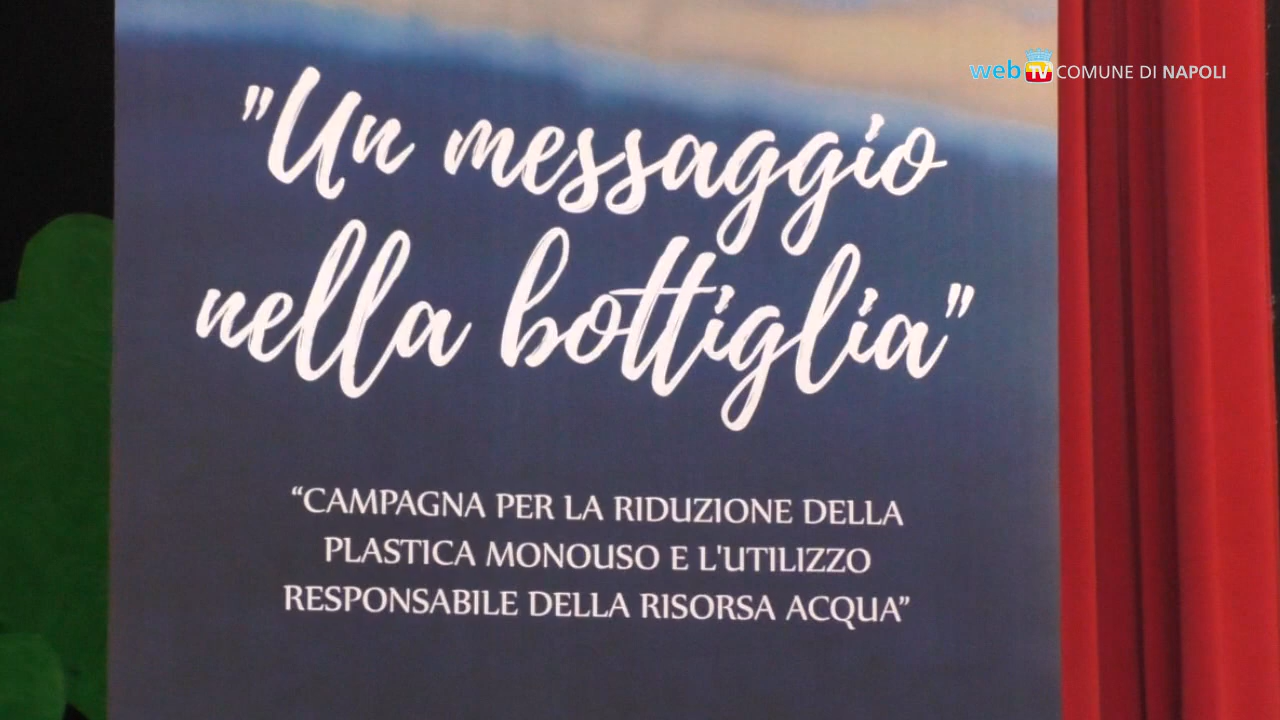 web TV COMUNE DI NAPOLI
"Un messaggio
nella bottiglia"
“CAMPAGNA PER LA RIDUZIONE DELLA
PLASTICA MONOUSO E L'UTILIZZO
RESPONSABILE DELLA RISORSA ACQUA”